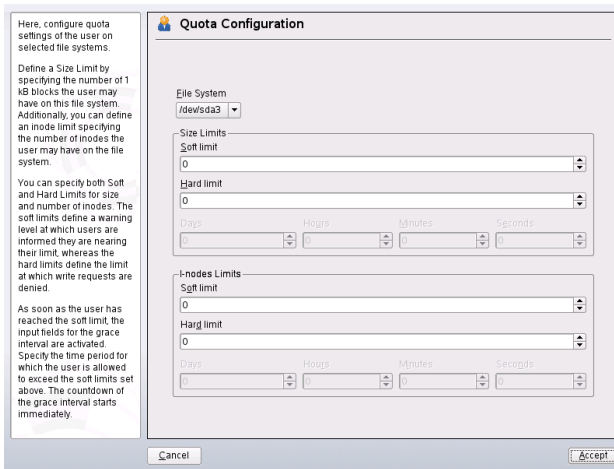 Here, configure quota
settings of the user on
selected file systems.
Define a Size Limit by
specifying the number of 1
kB blocks the user may
have on this file system.
Additionally, you can define
an inode limit specifying
the number of inodes the
user may have on the file
system.
You can specify both Soft
and Hard Limits for size
and number of inodes. The
soft limits define a warning
level at which users are
informed they are nearing
their limit, whereas the
hard limits define the limit
at which write requests are
denied.
As soon as the user has
reached the soft limit, the
input fields for the grace
interval are activated.
Specify the time period for
which the user is allowed
to exceed the soft limits set
above. The countdown of
the grace interval starts
immediately.
Quota Configuration
File System
/dev/sda3
Size Limits
Soft limit
0
Hard limit
0
Days Hours Minutes Seconds
0 0 0 0
I-nodes Limits
Soft limit
0
Hard limit
0
Days Hours Minutes Seconds
0 0 0 0
Cancel Accept